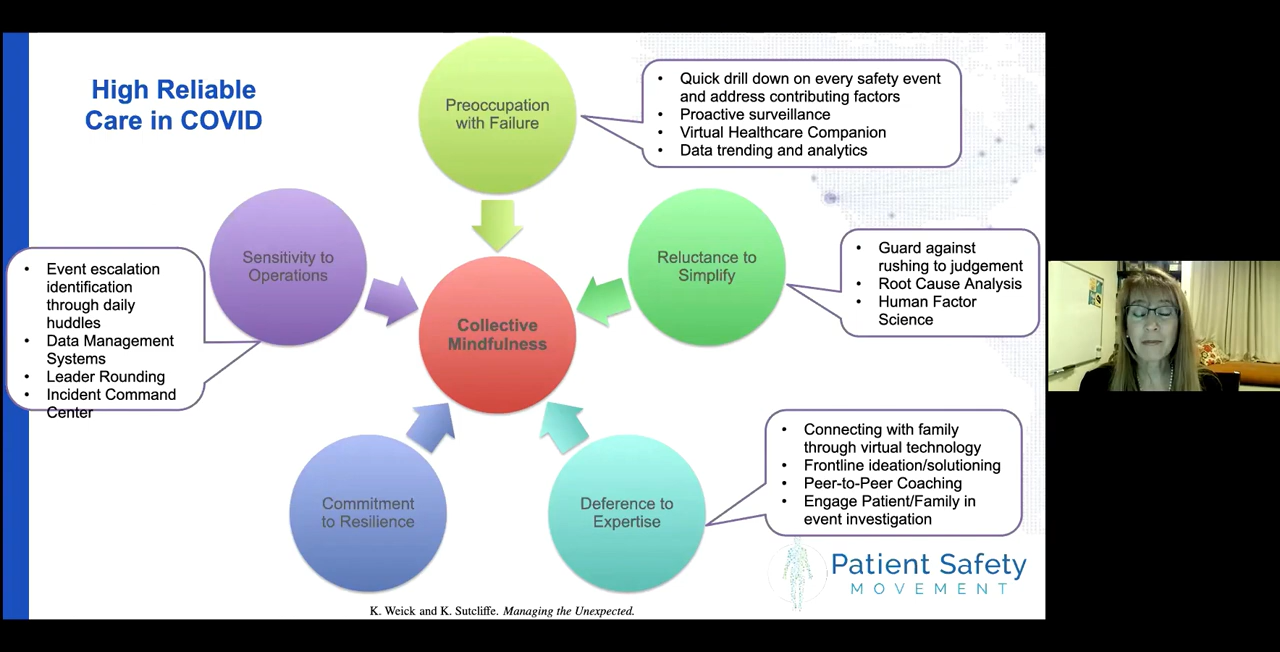 High Reliable
Care in COVID
Preoccupation
with Failure
• Quick drill down on every safety event
and address contributing factors
• Proactive surveillance
• Virtual Healthcare Companion
• Data trending and analytics
Sensitivity to
Operations
• Event escalation
identification
through daily
huddles
• Data Management
Systems
• Leader Rounding
• Incident Command
Center
Reluctance to
Simplify
• Guard against
rushing to judgement
• Root Cause Analysis
• Human Factor
Science
Collective
Mindfulness
Commitment
to Resilience
Deference to
Expertise
• Connecting with family
through virtual technology
• Frontline ideation/solutioning
• Peer-to-Peer Coaching
• Engage Patient/Family in
event investigation
Patient Safety
MOVEMENT
K. Weick and K. Sutcliffe. Managing the Unexpected.